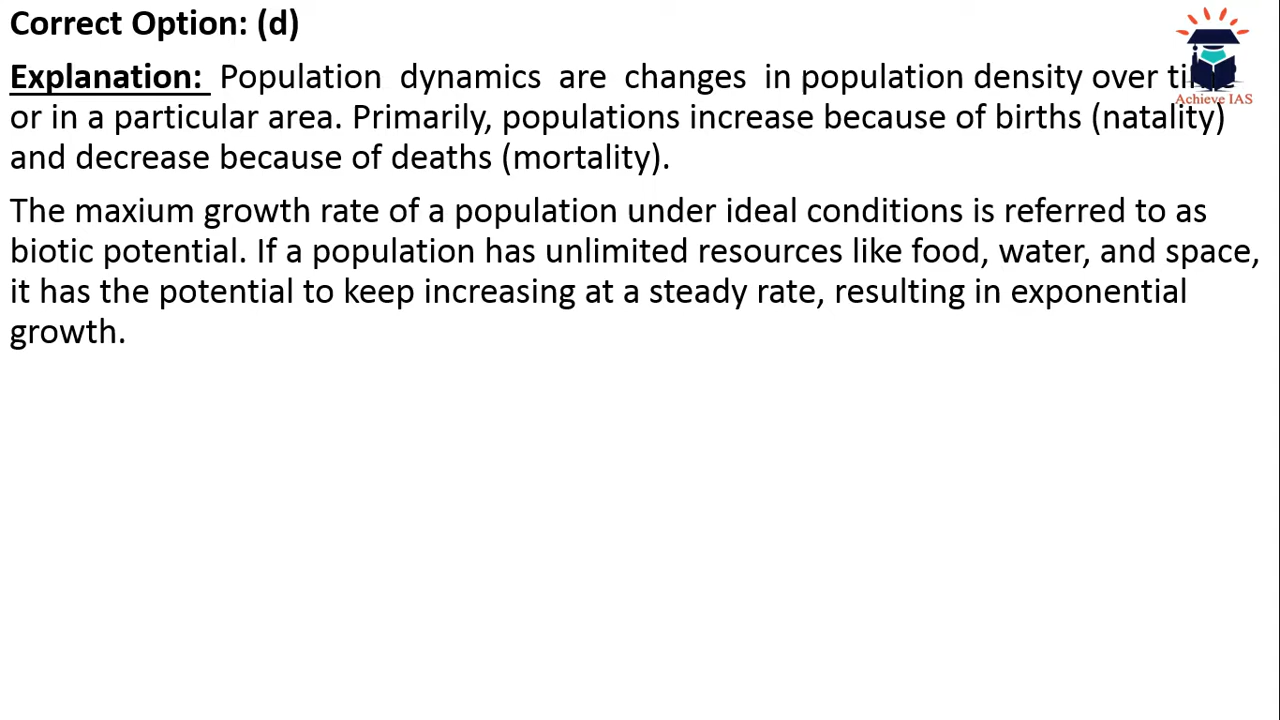 Correct Option: (d)
Explanation: Population dynamics are changes in population density over
or in a particular area. Primarily, populations increase because of births (natality)
and decrease because of deaths (mortality).
The maxium growth rate of a population under ideal conditions is referred to as
biotic potential. If a population has unlimited resources like food, water, and space,
it has the potential to keep increasing at a steady rate, resulting in exponential
growth.
Achieve IAS